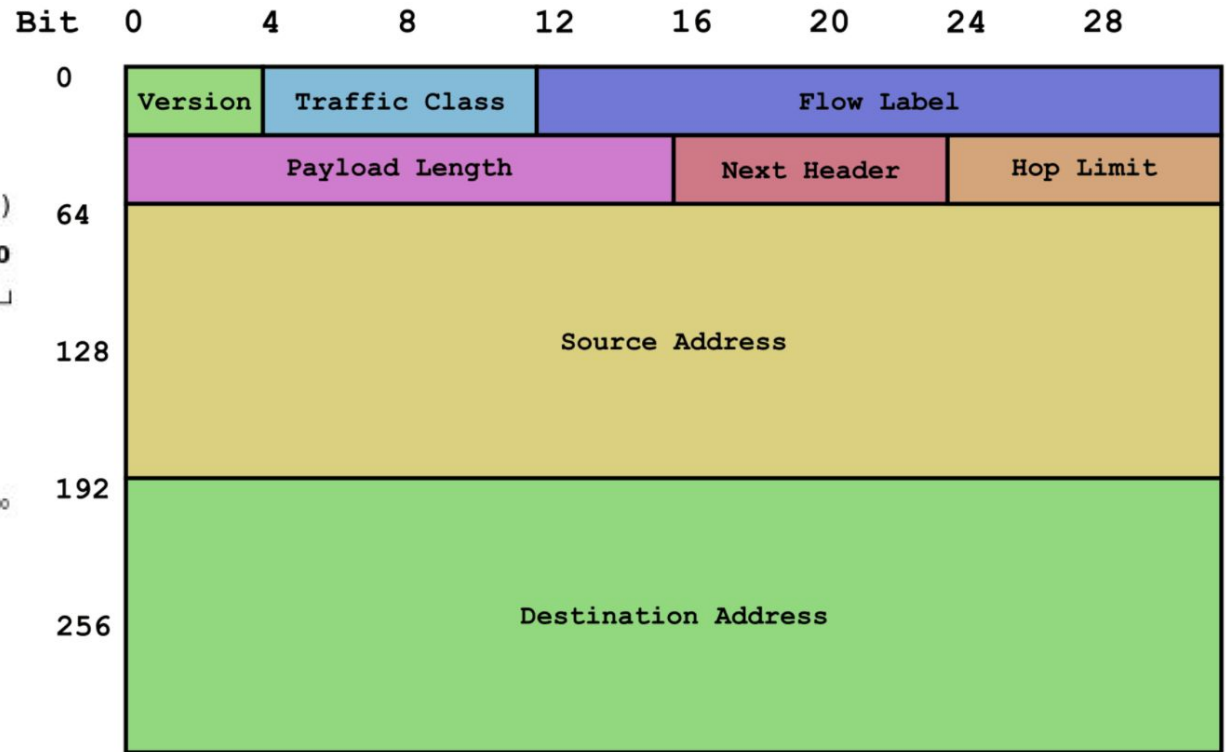 Bit 0 4 8 12 16 20 24 28
0
Version Traffic Class Flow Label
Payload Length Next Header Hop Limit
)
64
128
Source Address
192
256
Destination Address